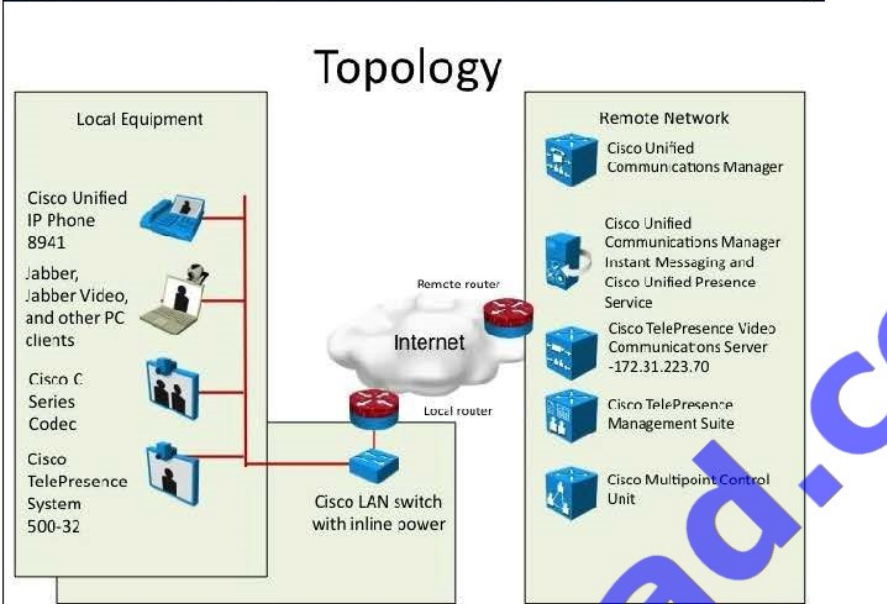 Topology
Local Equipment
Cisco Unified
IP Phone
8941
Jabber,
Jabber Video,
and other PC
clients
Cisco C
Series
Codec
Cisco
TelePresence
System
500-32
Remote router
Internet
Local router
Cisco LAN switch
with inline power
Remote Network
Cisco Unified
Communications Manager
Cisco Unified
Communications Manager
Instant Messaging and
Cisco Unified Presence
Service
Cisco TelePresence Video
Communications Server
-172.31.223.70
Cisco TelePresence
Management Suite
Cisco Multipoint Control
Unit
ad.co